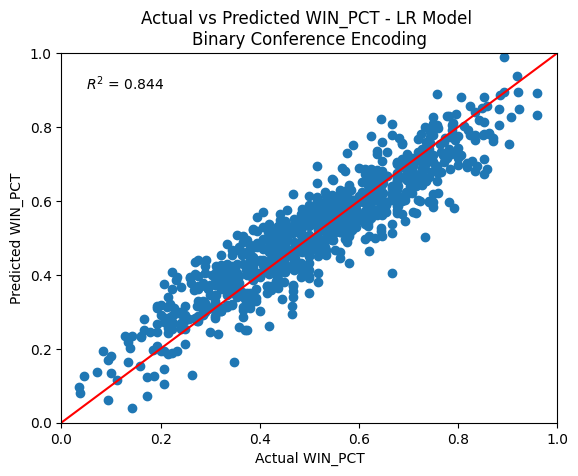 Actual vs Predicted WIN_PCT - LR Model
Binary Conference Encoding
R² = 0.844
Predicted WIN_PCT
1.0
0.8
0.6
0.4
0.2
0.0
0.0 0.2 0.4 0.6 0.8 1.0
Actual WIN_PCT